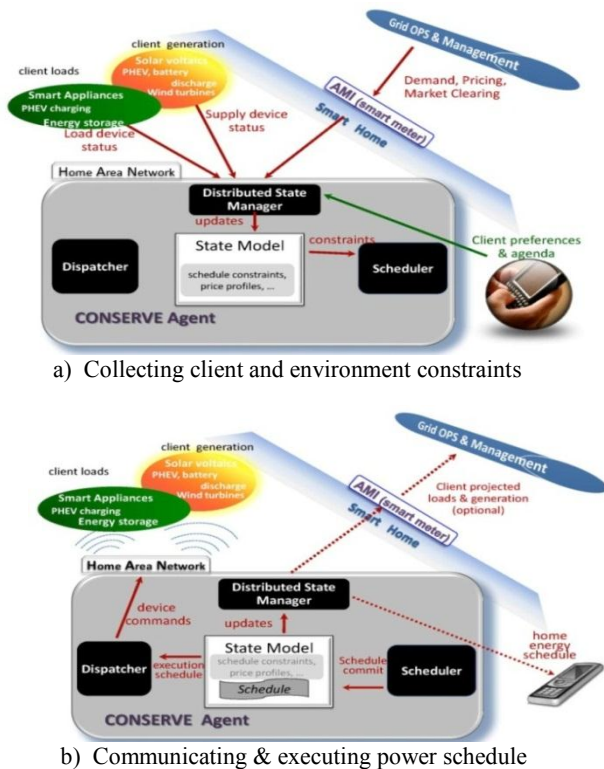 client generation
Solar voltaics
PHEV, battery
discharge
Wind turbines
client loads
Smart Appliances
PHEV charging
Energy storage
Grid OPS & Management
Demand, Pricing,
Market Clearing
AMI (smart meter)
Smart Home
Supply device
status
Load device
status
Home Area Network
Distributed State
Manager
updates
State Model
constraints
schedule constraints,
price profiles, ...
Dispatcher
Scheduler
Client preferences
& agenda
CONSERVE Agent
a) Collecting client and environment constraints
client generation
Solar voltaics
PHEV, battery
discharge
Wind turbines
client loads
Smart Appliances
PHEV charging
Energy storage
Grid OPS & Management
Client projected
loads & generation
(optional)
AMI (smart meter)
Smart Home
Home Area Network
Distributed State
Manager
device
commands
updates
State Model
schedule constraints,
price profiles, ...
Schedule
Dispatcher
execution
schedule
Schedule
commit
Scheduler
home
energy
schedule
CONSERVE Agent
b) Communicating & executing power schedule